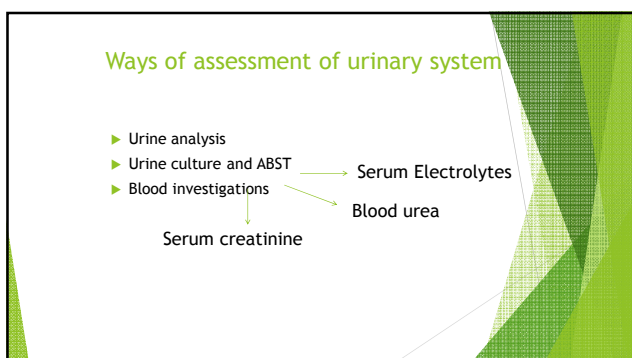 Ways of assessment of urinary system
Urine analysis
Urine culture and ABST
Blood investigations
Serum Electrolytes
Blood urea
Serum creatinine